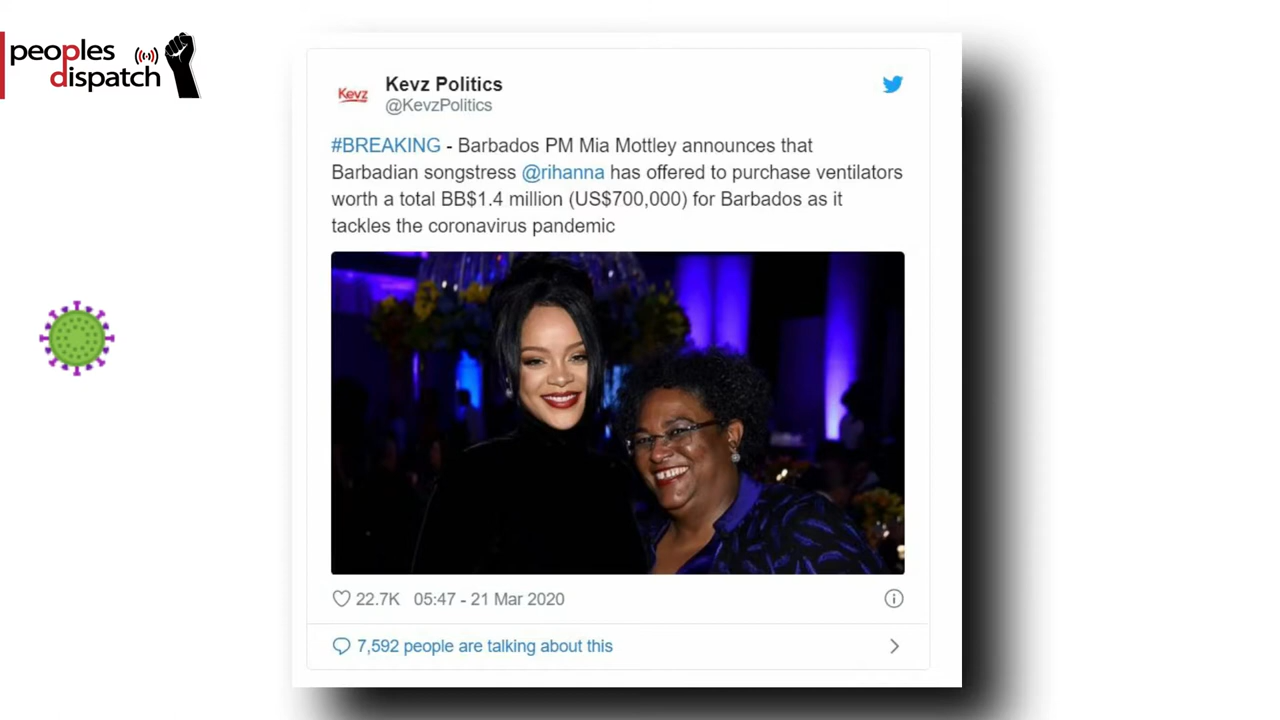 peoples
dispatch
Kevz
Kevz Politics
@KevzPolitics
#BREAKING - Barbados PM Mia Mottley announces that
Barbadian songstress @rihanna has offered to purchase ventilators
worth a total BB$1.4 million (US$700,000) for Barbados as it
tackles the coronavirus pandemic
22.7K 05:47 - 21 Mar 2020
7,592 people are talking about this